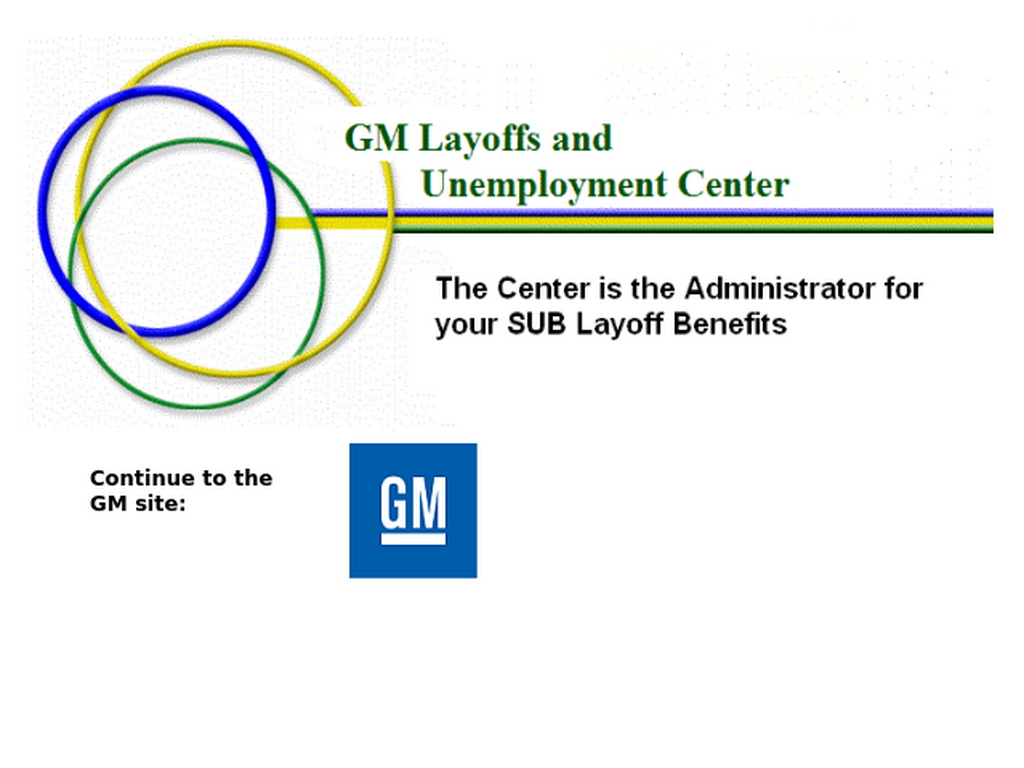 GM Layoffs and
Unemployment Center
The Center is the Administrator for
your SUB Layoff Benefits
Continue to the
GM site:
GM